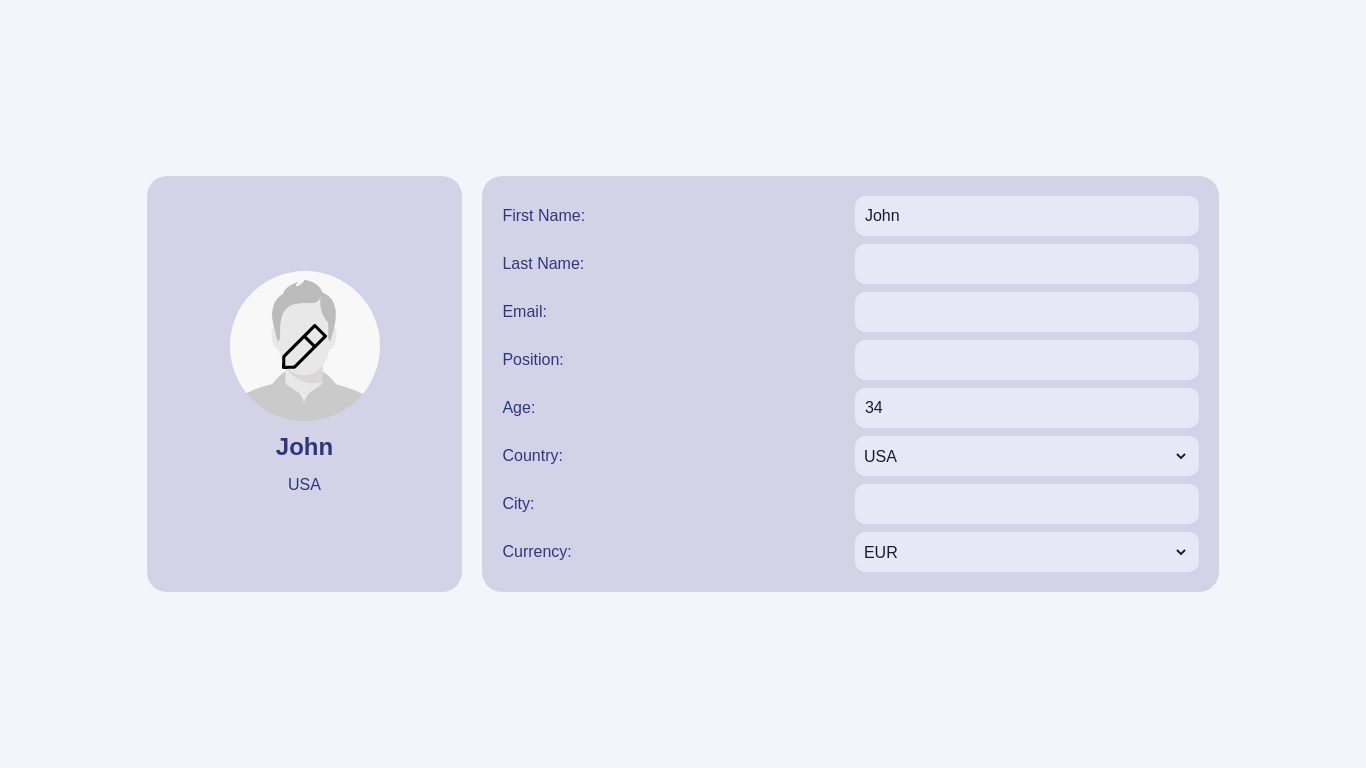 John
USA
First Name: John
Last Name:
Email:
Position:
Age: 34
Country: USA
City:
Currency: EUR